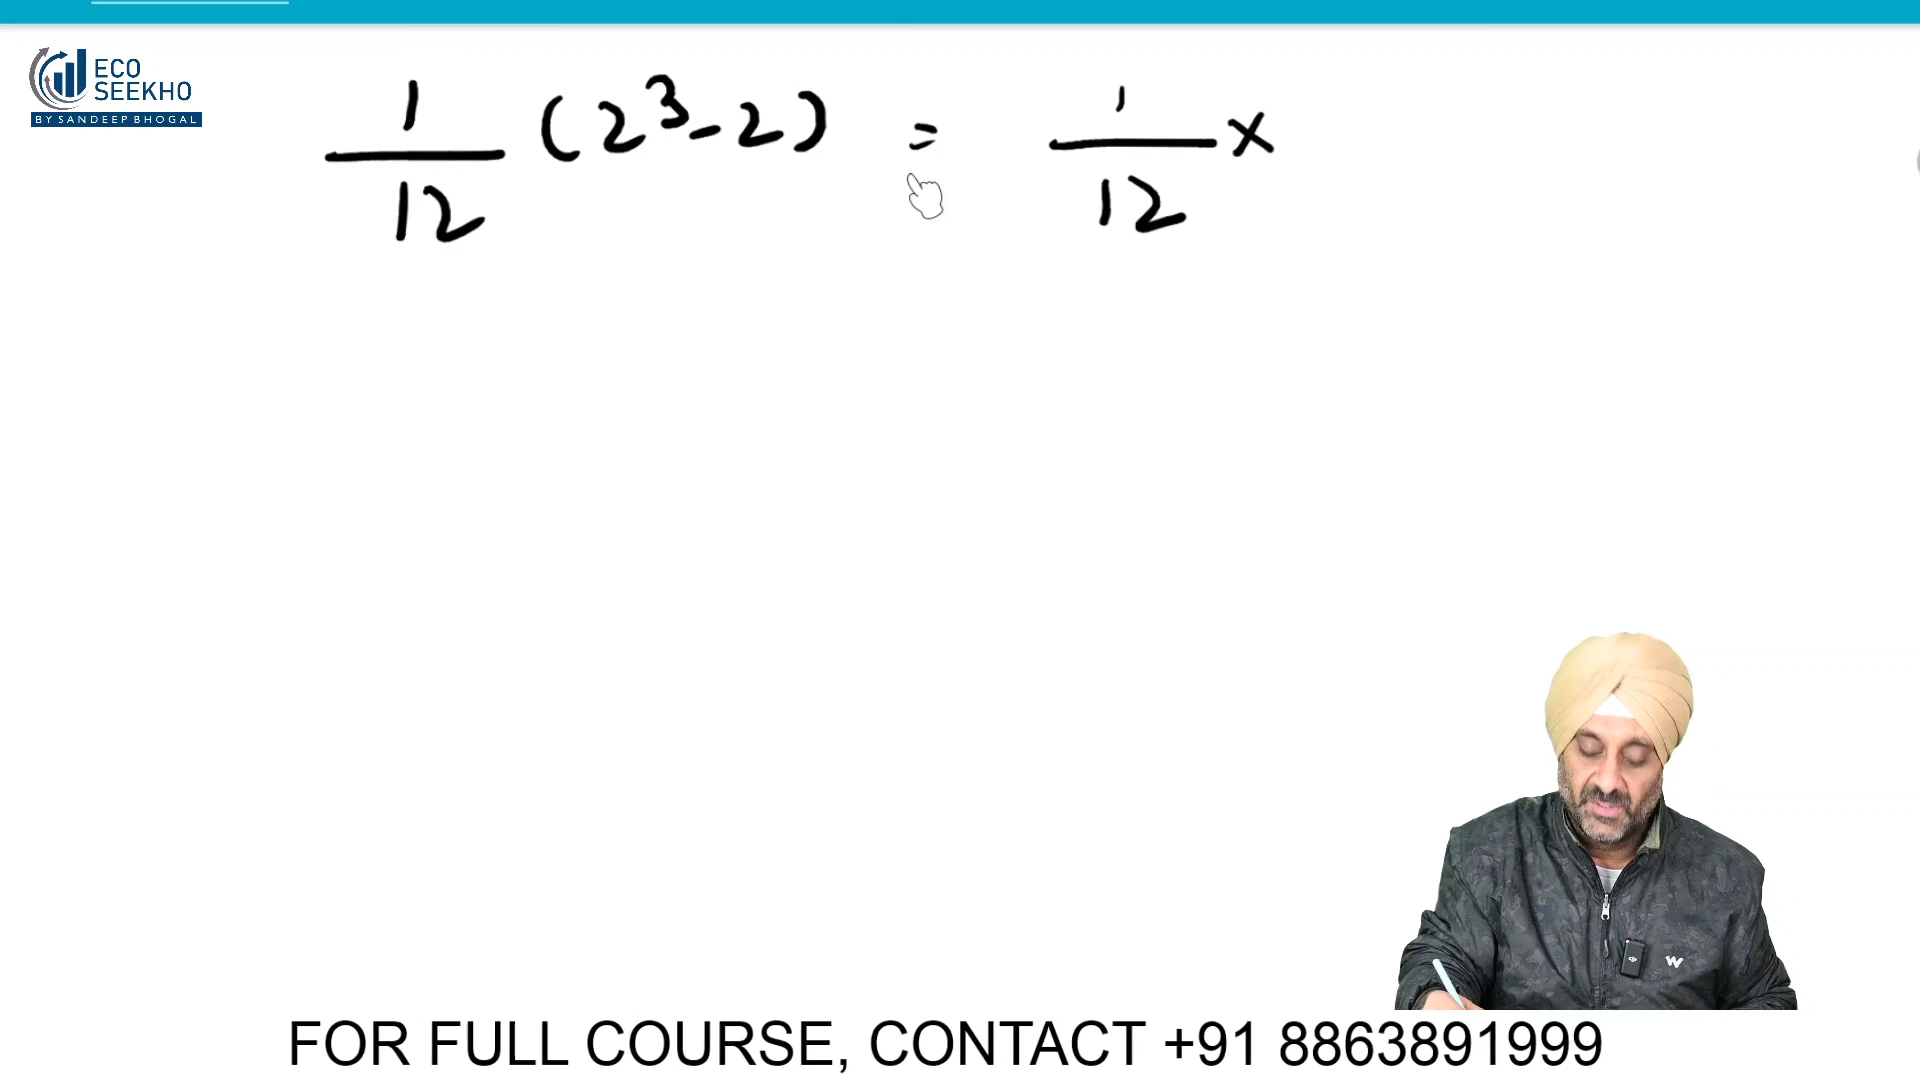 ECO
SEEKHO
BY SANDEEP BHOGAL
1/12 (2³-2) = 1/12 ×
W
FOR FULL COURSE, CONTACT +91 8863891999